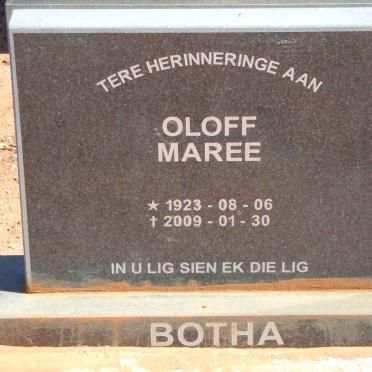 TERE HERINNERINGE AAN
OLOFF
MAREE
★ 1923 - 08 - 06
† 2009 - 01 - 30
IN U LIG SIEN EK DIE LIG
BOTHA